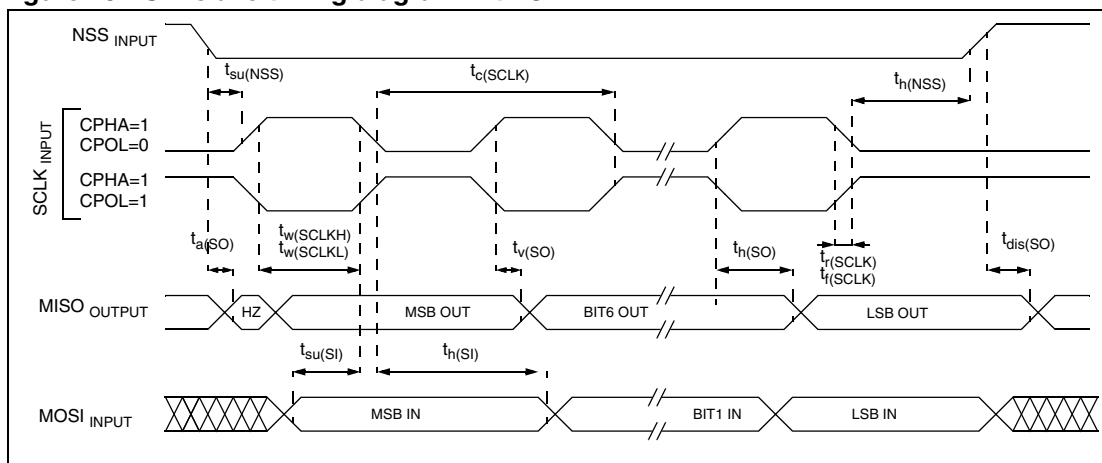 NSS INPUT
tsu(NSS)
tc(SCLK)
th(NSS)
SCLK INPUT
CPHA=1
CPOL=0
CPHA=1
CPOL=1
ta(SO)
tw(SCLKH)
tw(SCLKL)
tv(SO)
th(SO)
tr(SCLK)
tf(SCLK)
tdis(SO)
MISO OUTPUT
HZ
MSB OUT
BIT6 OUT
LSB OUT
tsu(SI)
th(SI)
MOSI INPUT
MSB IN
BIT1 IN
LSB IN